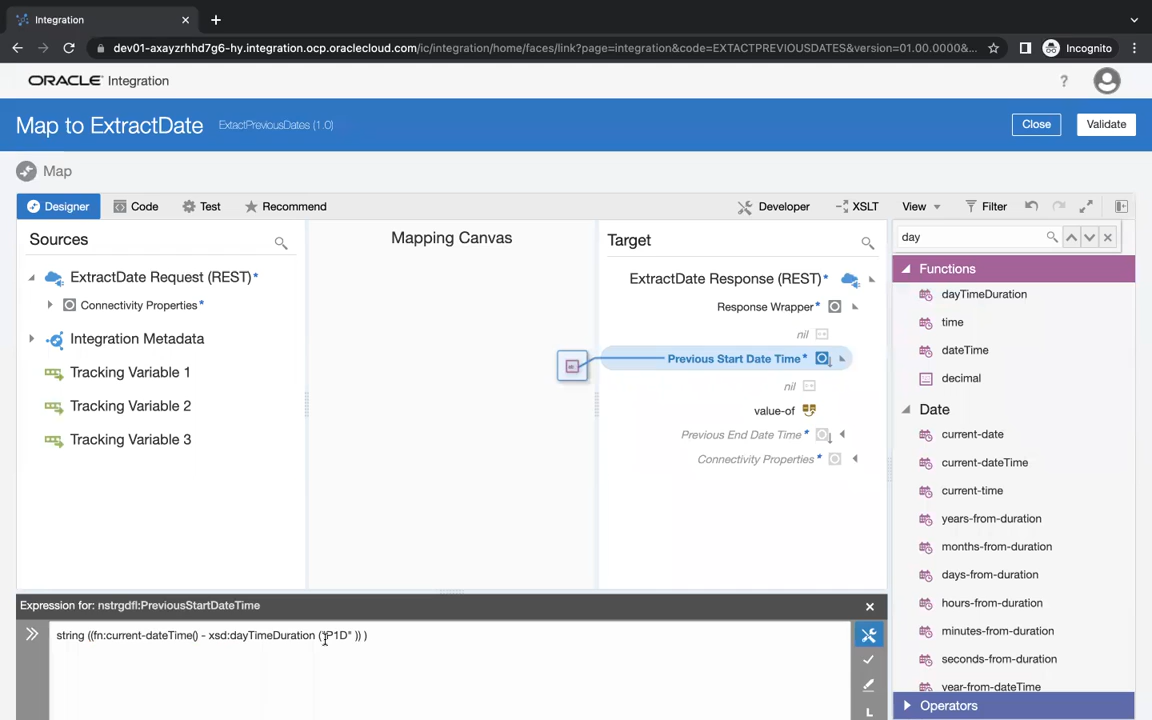 Integration
dev01-axayzrhhd7g6-hy.integration.ocp.oraclecloud.com/ic/integration/home/faces/link?page=integration&code=EXTACTPREVIOUSDATES&version=01.00.0000&...
Incognito
ORACLE Integration
?
Map to ExtractDate
ExtactPreviousDates (1.0)
Close
Validate
Map
Designer
Code
Test
Recommend
Developer
XSLT
View
Filter
Sources
ExtractDate Request (REST)*
Connectivity Properties*
Integration Metadata
Tracking Variable 1
Tracking Variable 2
Tracking Variable 3
Mapping Canvas
Target
ExtractDate Response (REST)*
Response Wrapper*
nil
Previous Start Date Time*
nil
value-of
Previous End Date Time*
Connectivity Properties*
day
Functions
dayTimeDuration
time
dateTime
decimal
Date
current-date
current-dateTime
current-time
years-from-duration
months-from-duration
days-from-duration
hours-from-duration
minutes-from-duration
seconds-from-duration
year-from-dateTime
Operators
Expression for: nstrgdfl:PreviousStartDateTime
string ((fn:current-dateTime() - xsd:dayTimeDuration ("P1D" )) )
L